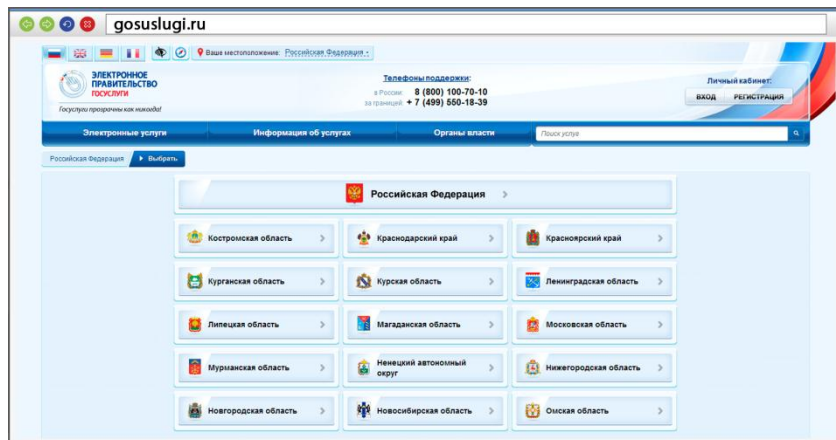 gosuslugi.ru
Ваше местоположение: Российская Федерация
ЭЛЕКТРОННОЕ
ПРАВИТЕЛЬСТВО
ГОСУСЛУГИ
Госуслуги прозрачны как никогда!
Телефоны поддержки:
в России: 8 (800) 100-70-10
за границей: + 7 (499) 550-18-39
Личный кабинет:
ВХОД РЕГИСТРАЦИЯ
Электронные услуги Информация об услугах Органы власти Поиск услуг
Российская Федерация Выбрать
Российская Федерация
Костромская область Краснодарский край Красноярский край
Курганская область Курская область Ленинградская область
Липецкая область Магаданская область Московская область
Мурманская область Ненецкий автономный округ Нижегородская область
Новгородская область Новосибирская область Омская область